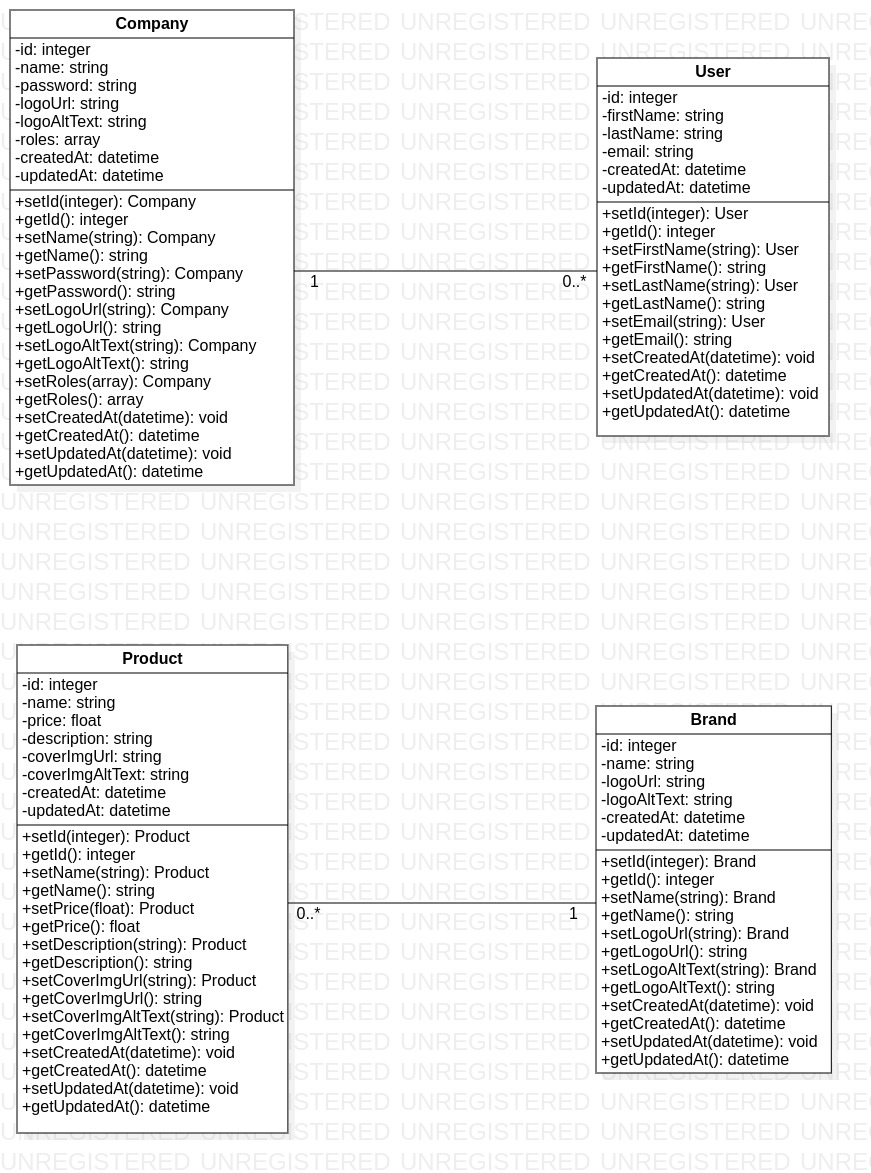 Company
-id: integer
-name: string
-password: string
-logoUrl: string
-logoAltText: string
-roles: array
-createdAt: datetime
-updatedAt: datetime
+setId(integer): Company
+getId(): integer
+setName(string): Company
+getName(): string
+setPassword(string): Company
+getPassword(): string
+setLogoUrl(string): Company
+getLogoUrl(): string
+setLogoAltText(string): Company
+getLogoAltText(): string
+setRoles(array): Company
+getRoles(): array
+setCreatedAt(datetime): void
+getCreatedAt(): datetime
+setUpdatedAt(datetime): void
+getUpdatedAt(): datetime
1
0..*
User
-id: integer
-firstName: string
-lastName: string
-email: string
-createdAt: datetime
-updatedAt: datetime
+setId(integer): User
+getId(): integer
+setFirstName(string): User
+getFirstName(): string
+setLastName(string): User
+getLastName(): string
+setEmail(string): User
+getEmail(): string
+setCreatedAt(datetime): void
+getCreatedAt(): datetime
+setUpdatedAt(datetime): void
+getUpdatedAt(): datetime
UNREGISTERED UNREGISTERED UNREGISTERED UNREGISTERED
Product
-id: integer
-name: string
-price: float
-description: string
-coverImgUrl: string
-coverImgAltText: string
-createdAt: datetime
-updatedAt: datetime
+setId(integer): Product
+getId(): integer
+setName(string): Product
+getName(): string
+setPrice(float): Product
+getPrice(): float
+setDescription(string): Product
+getDescription(): string
+setCoverImgUrl(string): Product
+getCoverImgUrl(): string
+setCoverImgAltText(string): Product
+getCoverImgAltText(): string
+setCreatedAt(datetime): void
+getCreatedAt(): datetime
+setUpdatedAt(datetime): void
+getUpdatedAt(): datetime
0..*
1
Brand
-id: integer
-name: string
-logoUrl: string
-logoAltText: string
-createdAt: datetime
-updatedAt: datetime
+setId(integer): Brand
+getId(): integer
+setName(string): Brand
+getName(): string
+setLogoUrl(string): Brand
+getLogoUrl(): string
+setLogoAltText(string): Brand
+getLogoAltText(): string
+setCreatedAt(datetime): void
+getCreatedAt(): datetime
+setUpdatedAt(datetime): void
+getUpdatedAt(): datetime